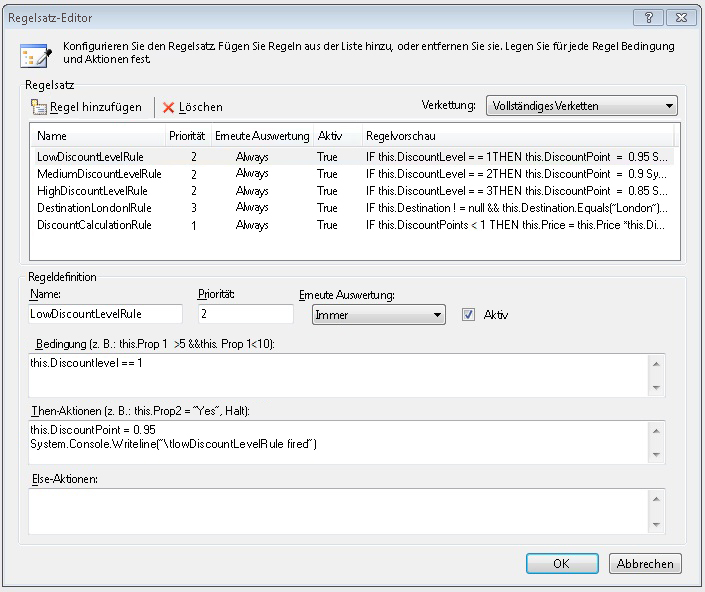 Regelsatz-Editor
Konfigurieren Sie den Regelsatz. Fügen Sie Regeln aus der Liste hinzu, oder entfernen Sie sie. Legen Sie für jede Regel Bedingung
und Aktionen fest.
Regelsatz
Regel hinzufügen Löschen Verkettung: Vollständiges Verketten
Name Priorität Erneute Auswertung Aktiv Regelvorschau
LowDiscountLevelRule 2 Always True IF this.DiscountLevel = = 1THEN this.DiscountPoint = 0.95 S...
MediumDiscountLevelRule 2 Always True IF this.DiscountLevel = = 2THEN this.DiscountPoint = 0.9 Sy...
HighDiscountLevelRule 2 Always True IF this.DiscountLevel = = 3THEN this.DiscountPoint = 0.85 S...
DestinationLondonlRule 3 Always True IF this.Destination ! = null && this.Destination.Equals(~London~)...
DiscountCalculationRule 1 Always True IF this.DiscountPoints < 1 THEN this.Price = this.Price *this.Di...
Regeldefinition
Name: Priorität: Erneute Auswertung:
LowDiscountLevelRule 2 Immer Aktiv
Bedingung (z. B.: this.Prop 1 >5 &&this. Prop 1<10):
this.Discountlevel == 1
Then-Aktionen (z. B.: this.Prop2 = ~Yes~, Halt):
this.DiscountPoint = 0.95
System.Console.Writeline(~\tlowDiscountLevelRule fired~)
Else-Aktionen:
OK Abbrechen